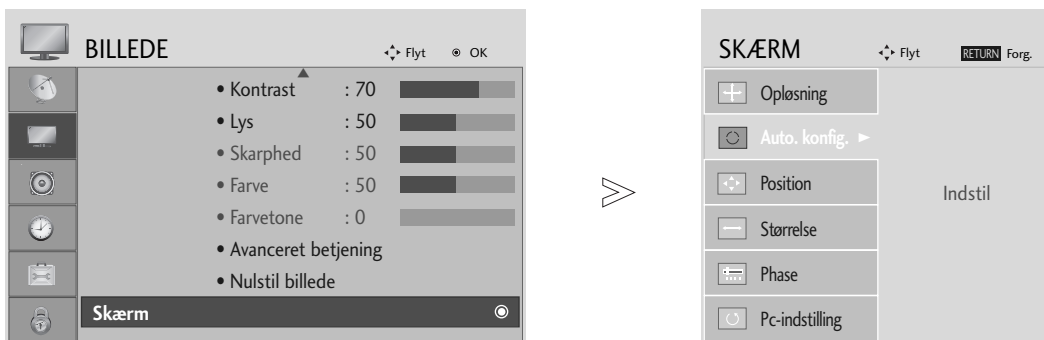 BILLEDE
Flyt
OK
• Kontrast : 70
• Lys : 50
• Skarphed : 50
• Farve : 50
• Farvetone : 0
• Avanceret betjening
• Nulstil billede
Skærm
SKÆRM
Flyt
RETURN Forg.
Opløsning
Auto. konfig.
Position
Størrelse
Phase
Pc-indstilling
Indstil